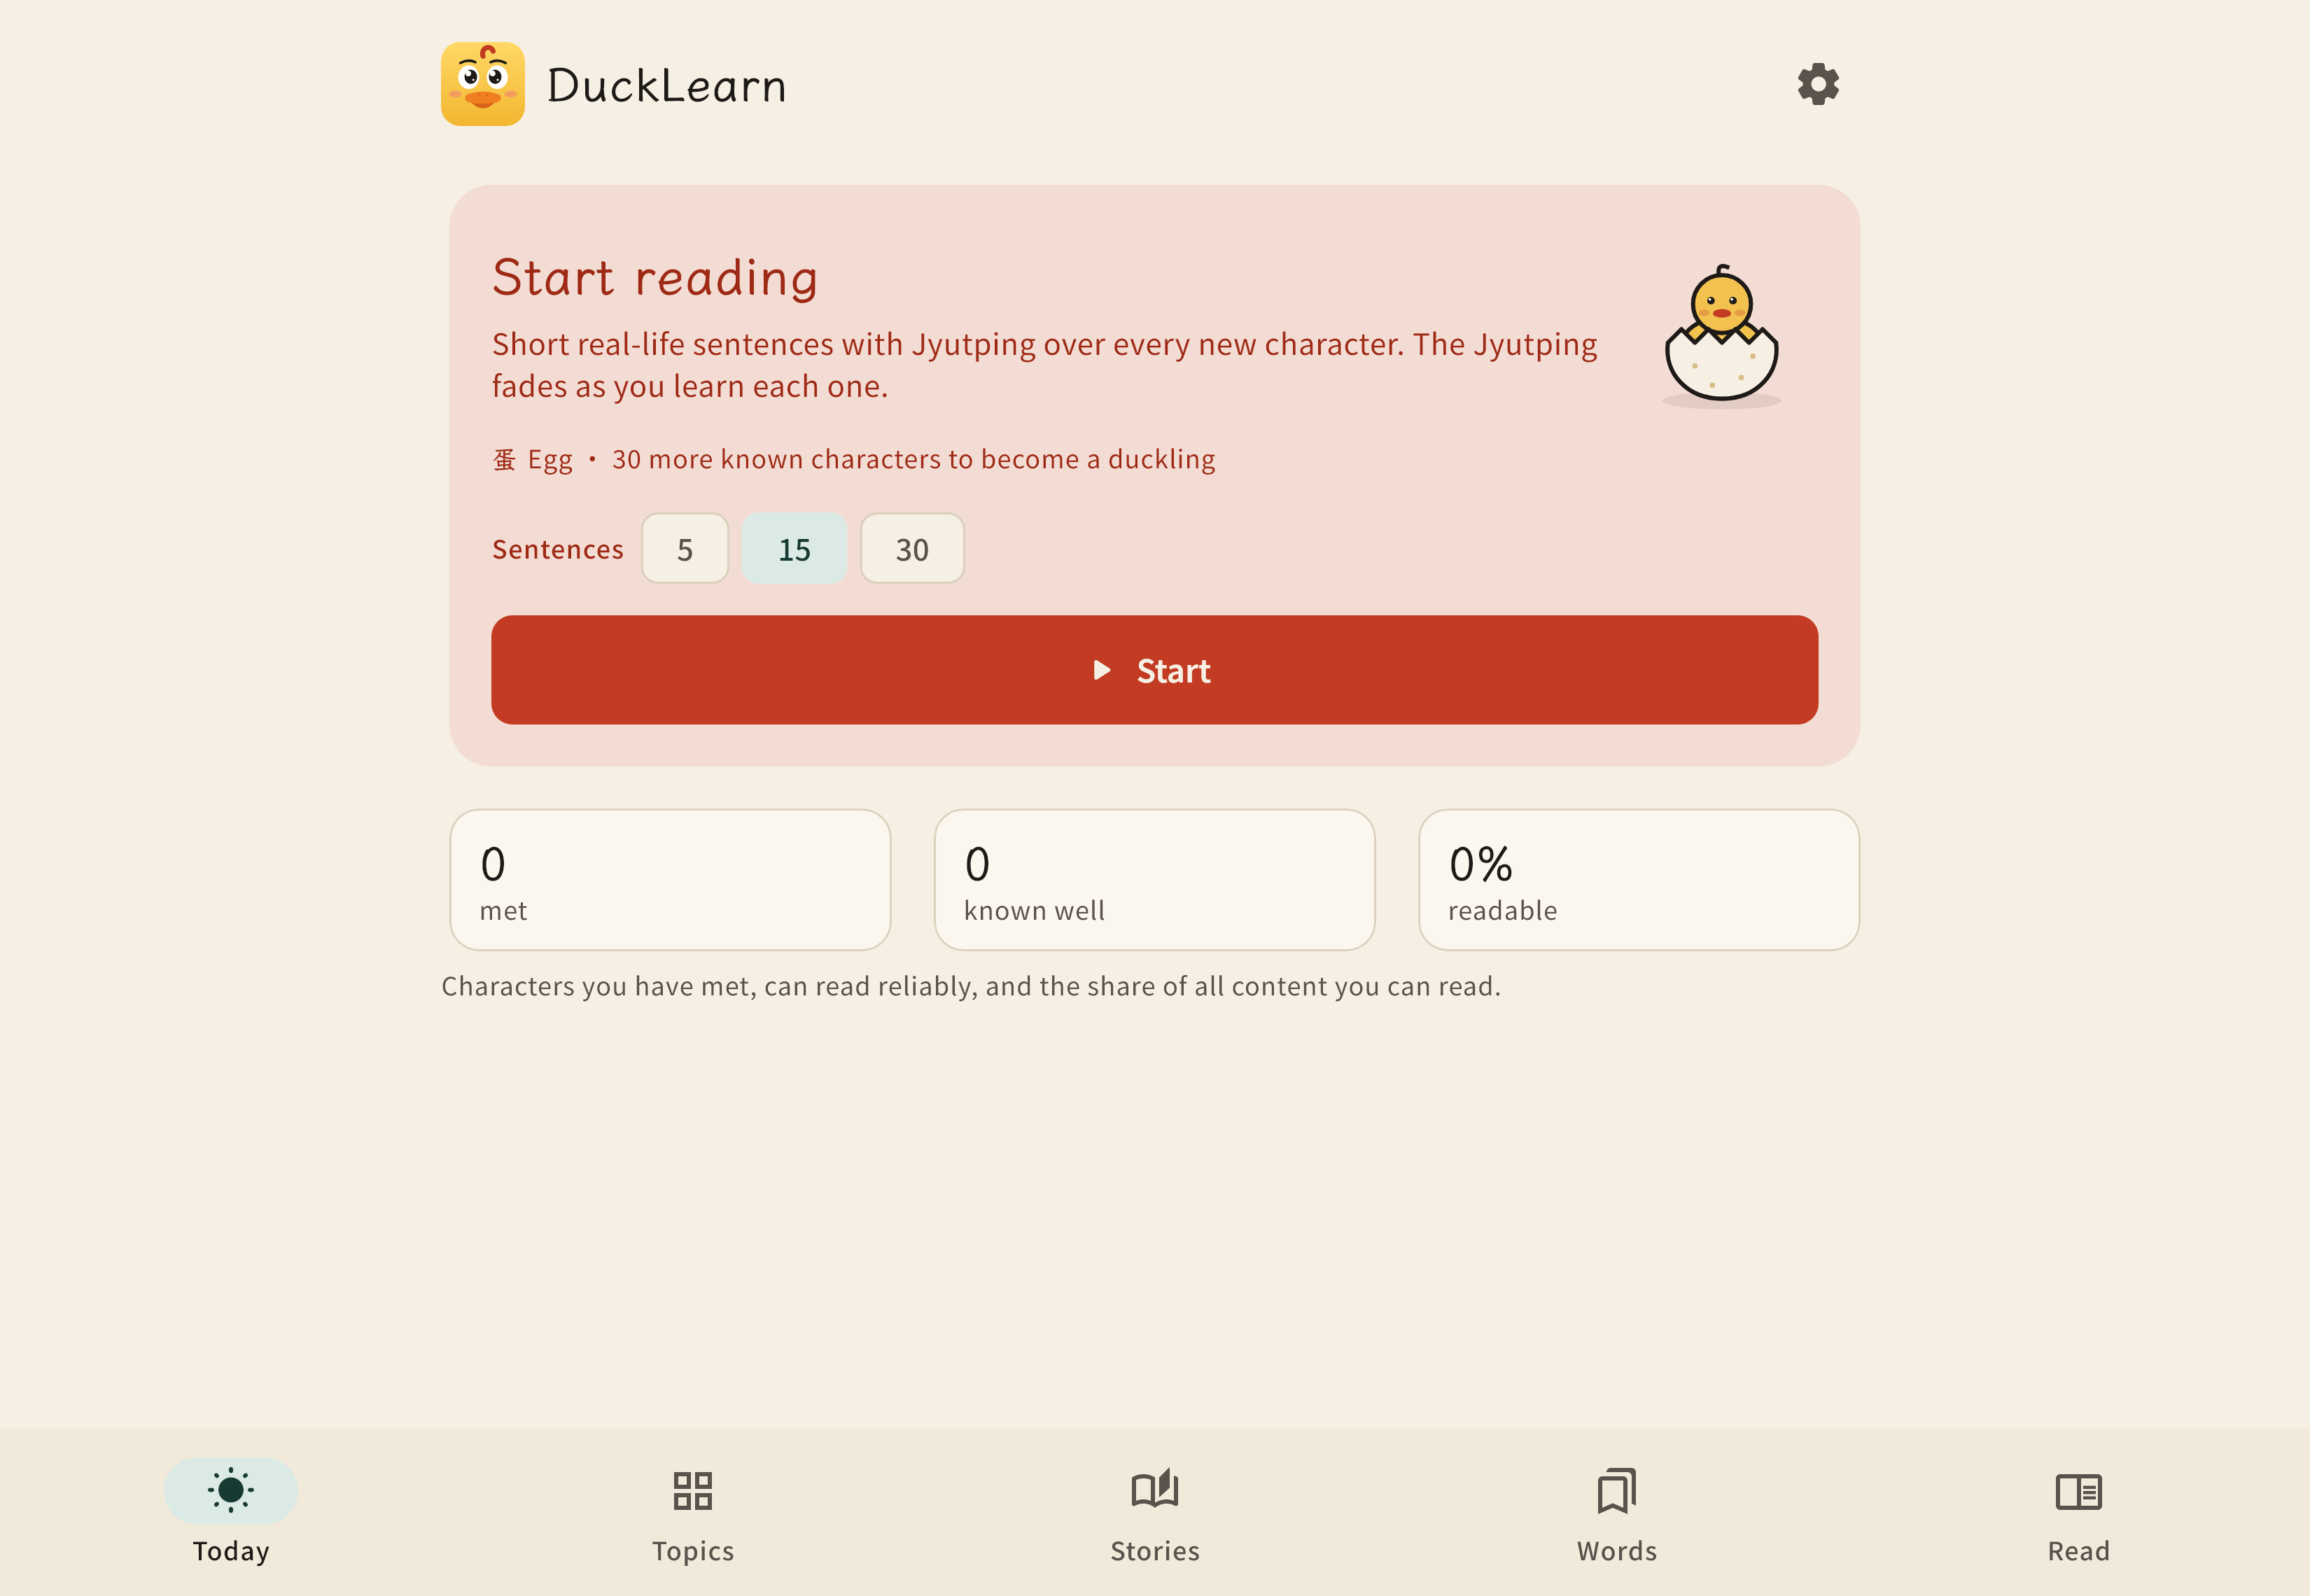 DuckLearn
Start reading
Short real-life sentences with Jyutping over every new character. The Jyutping
fades as you learn each one.
蛋 Egg • 30 more known characters to become a duckling
Sentences 5 15 30
Start
0 0 0%
met known well readable
Characters you have met, can read reliably, and the share of all content you can read.
Today Topics Stories Words Read